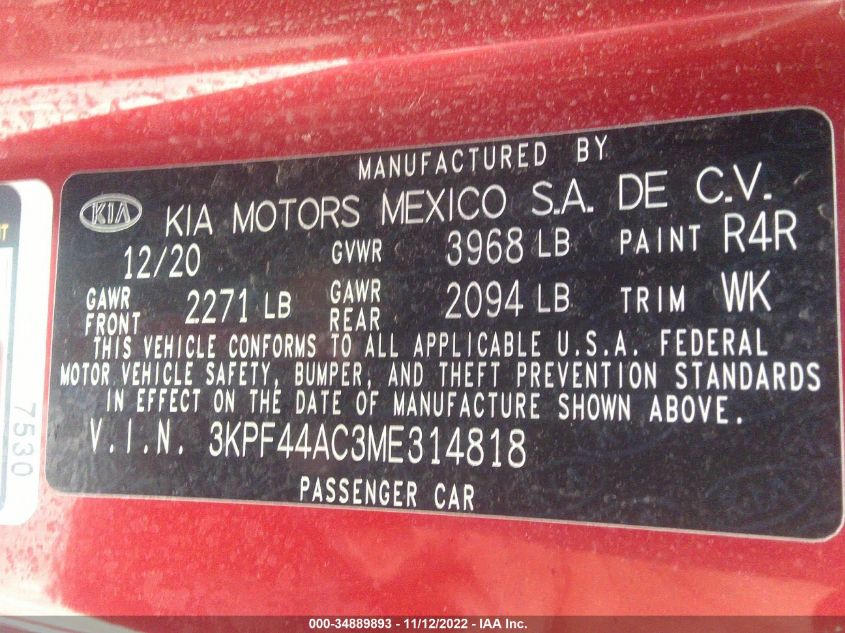 MANUFACTURED BY
KIA KIA MOTORS MEXICO S.A. DE C.V.
12/20 GVWR 3968 LB PAINT R4R
GAWR FRONT 2271 LB GAWR REAR 2094 LB TRIM WK
THIS VEHICLE CONFORMS TO ALL APPLICABLE U.S.A. FEDERAL
MOTOR VEHICLE SAFETY, BUMPER, AND THEFT PREVENTION STANDARDS
IN EFFECT ON THE DATE OF MANUFACTURE SHOWN ABOVE.
V.I.N. 3KPF44AC3ME314818
PASSENGER CAR
7530
000-34889893 - 11/12/2022 - IAA Inc.